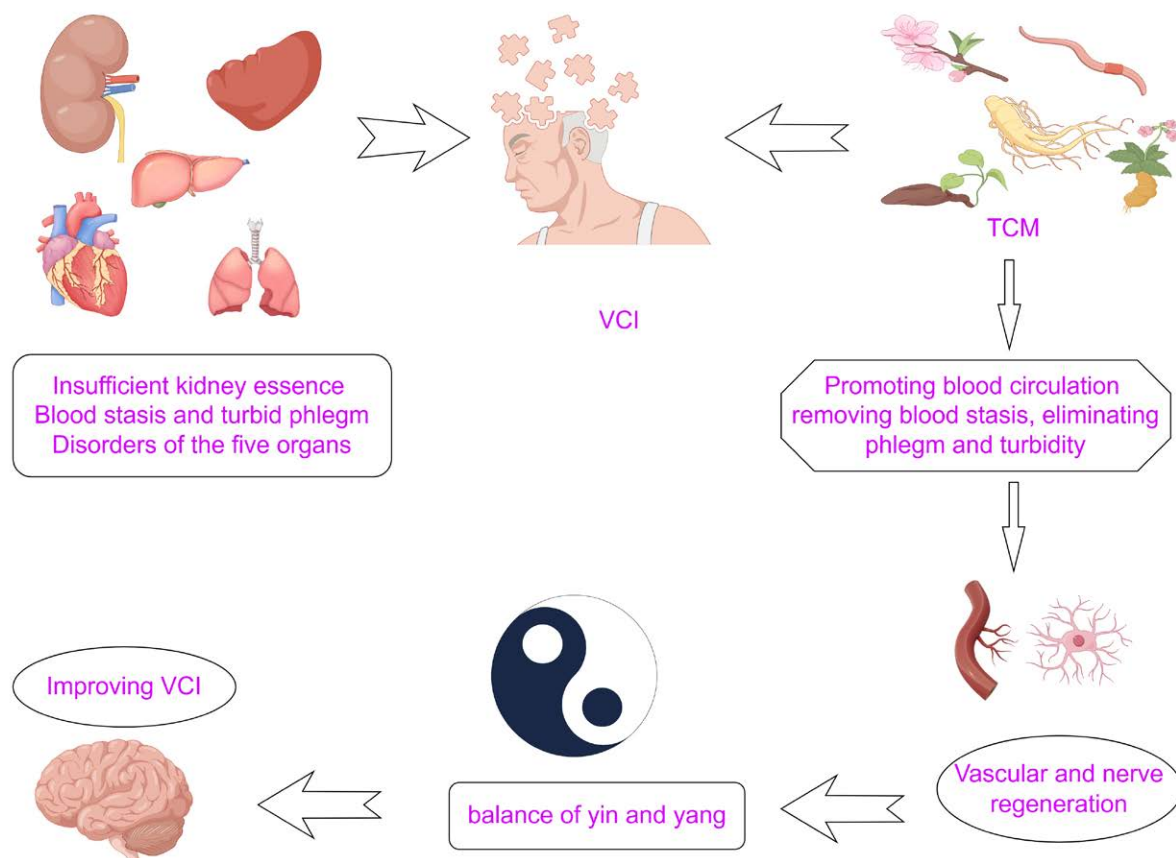 TCM
VCI
Insufficient kidney essence
Blood stasis and turbid phlegm
Disorders of the five organs
Promoting blood circulation
removing blood stasis, eliminating
phlegm and turbidity
Improving VCI
balance of yin and yang
Vascular and nerve
regeneration